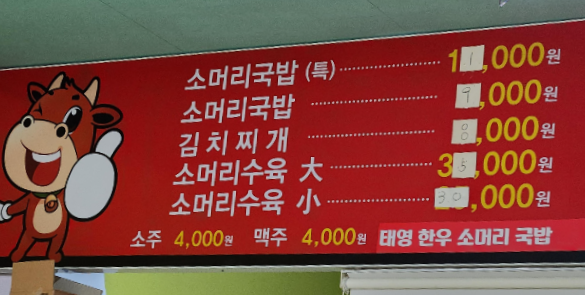 소머리국밥 (특) 11,000원
소머리국밥 9,000원
김치찌개 8,000원
소머리수육 大 35,000원
소머리수육 小 30,000원
소주 4,000원 맥주 4,000원 태영 한우 소머리 국밥